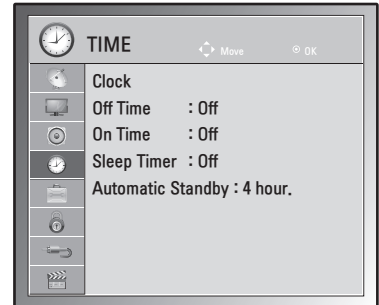 TIME
Move
OK
Clock
Off Time : Off
On Time : Off
Sleep Timer : Off
Automatic Standby : 4 hour.